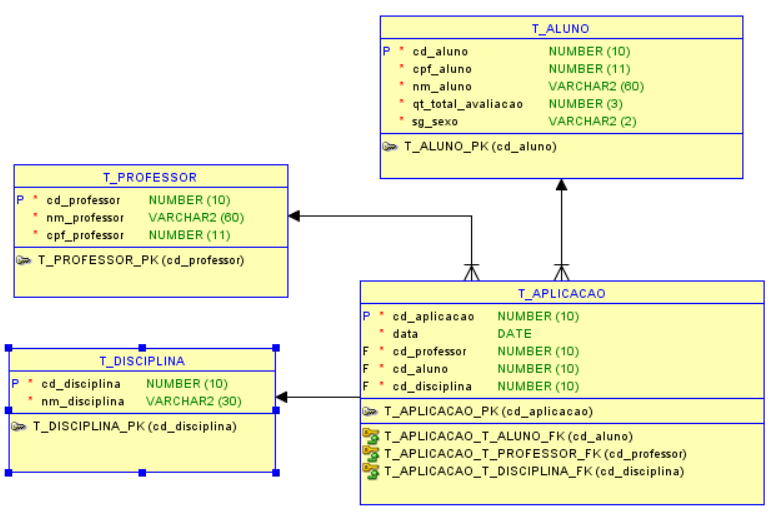 T_ALUNO
P * cd_aluno NUMBER (10)
* cpf_aluno NUMBER (11)
* nm_aluno VARCHAR2 (60)
* qt_total_avaliacao NUMBER (3)
* sg_sexo VARCHAR2 (2)
T_ALUNO_PK (cd_aluno)
T_PROFESSOR
P * cd_professor NUMBER (10)
* nm_professor VARCHAR2 (60)
* cpf_professor NUMBER (11)
T_PROFESSOR_PK (cd_professor)
T_DISCIPLINA
P * cd_disciplina NUMBER (10)
* nm_disciplina VARCHAR2 (30)
T_DISCIPLINA_PK (cd_disciplina)
T_APLICACAO
P * cd_aplicacao NUMBER (10)
* data DATE
F * cd_professor NUMBER (10)
F * cd_aluno NUMBER (10)
F * cd_disciplina NUMBER (10)
T_APLICACAO_PK (cd_aplicacao)
T_APLICACAO_T_ALUNO_FK (cd_aluno)
T_APLICACAO_T_PROFESSOR_FK (cd_professor)
T_APLICACAO_T_DISCIPLINA_FK (cd_disciplina)